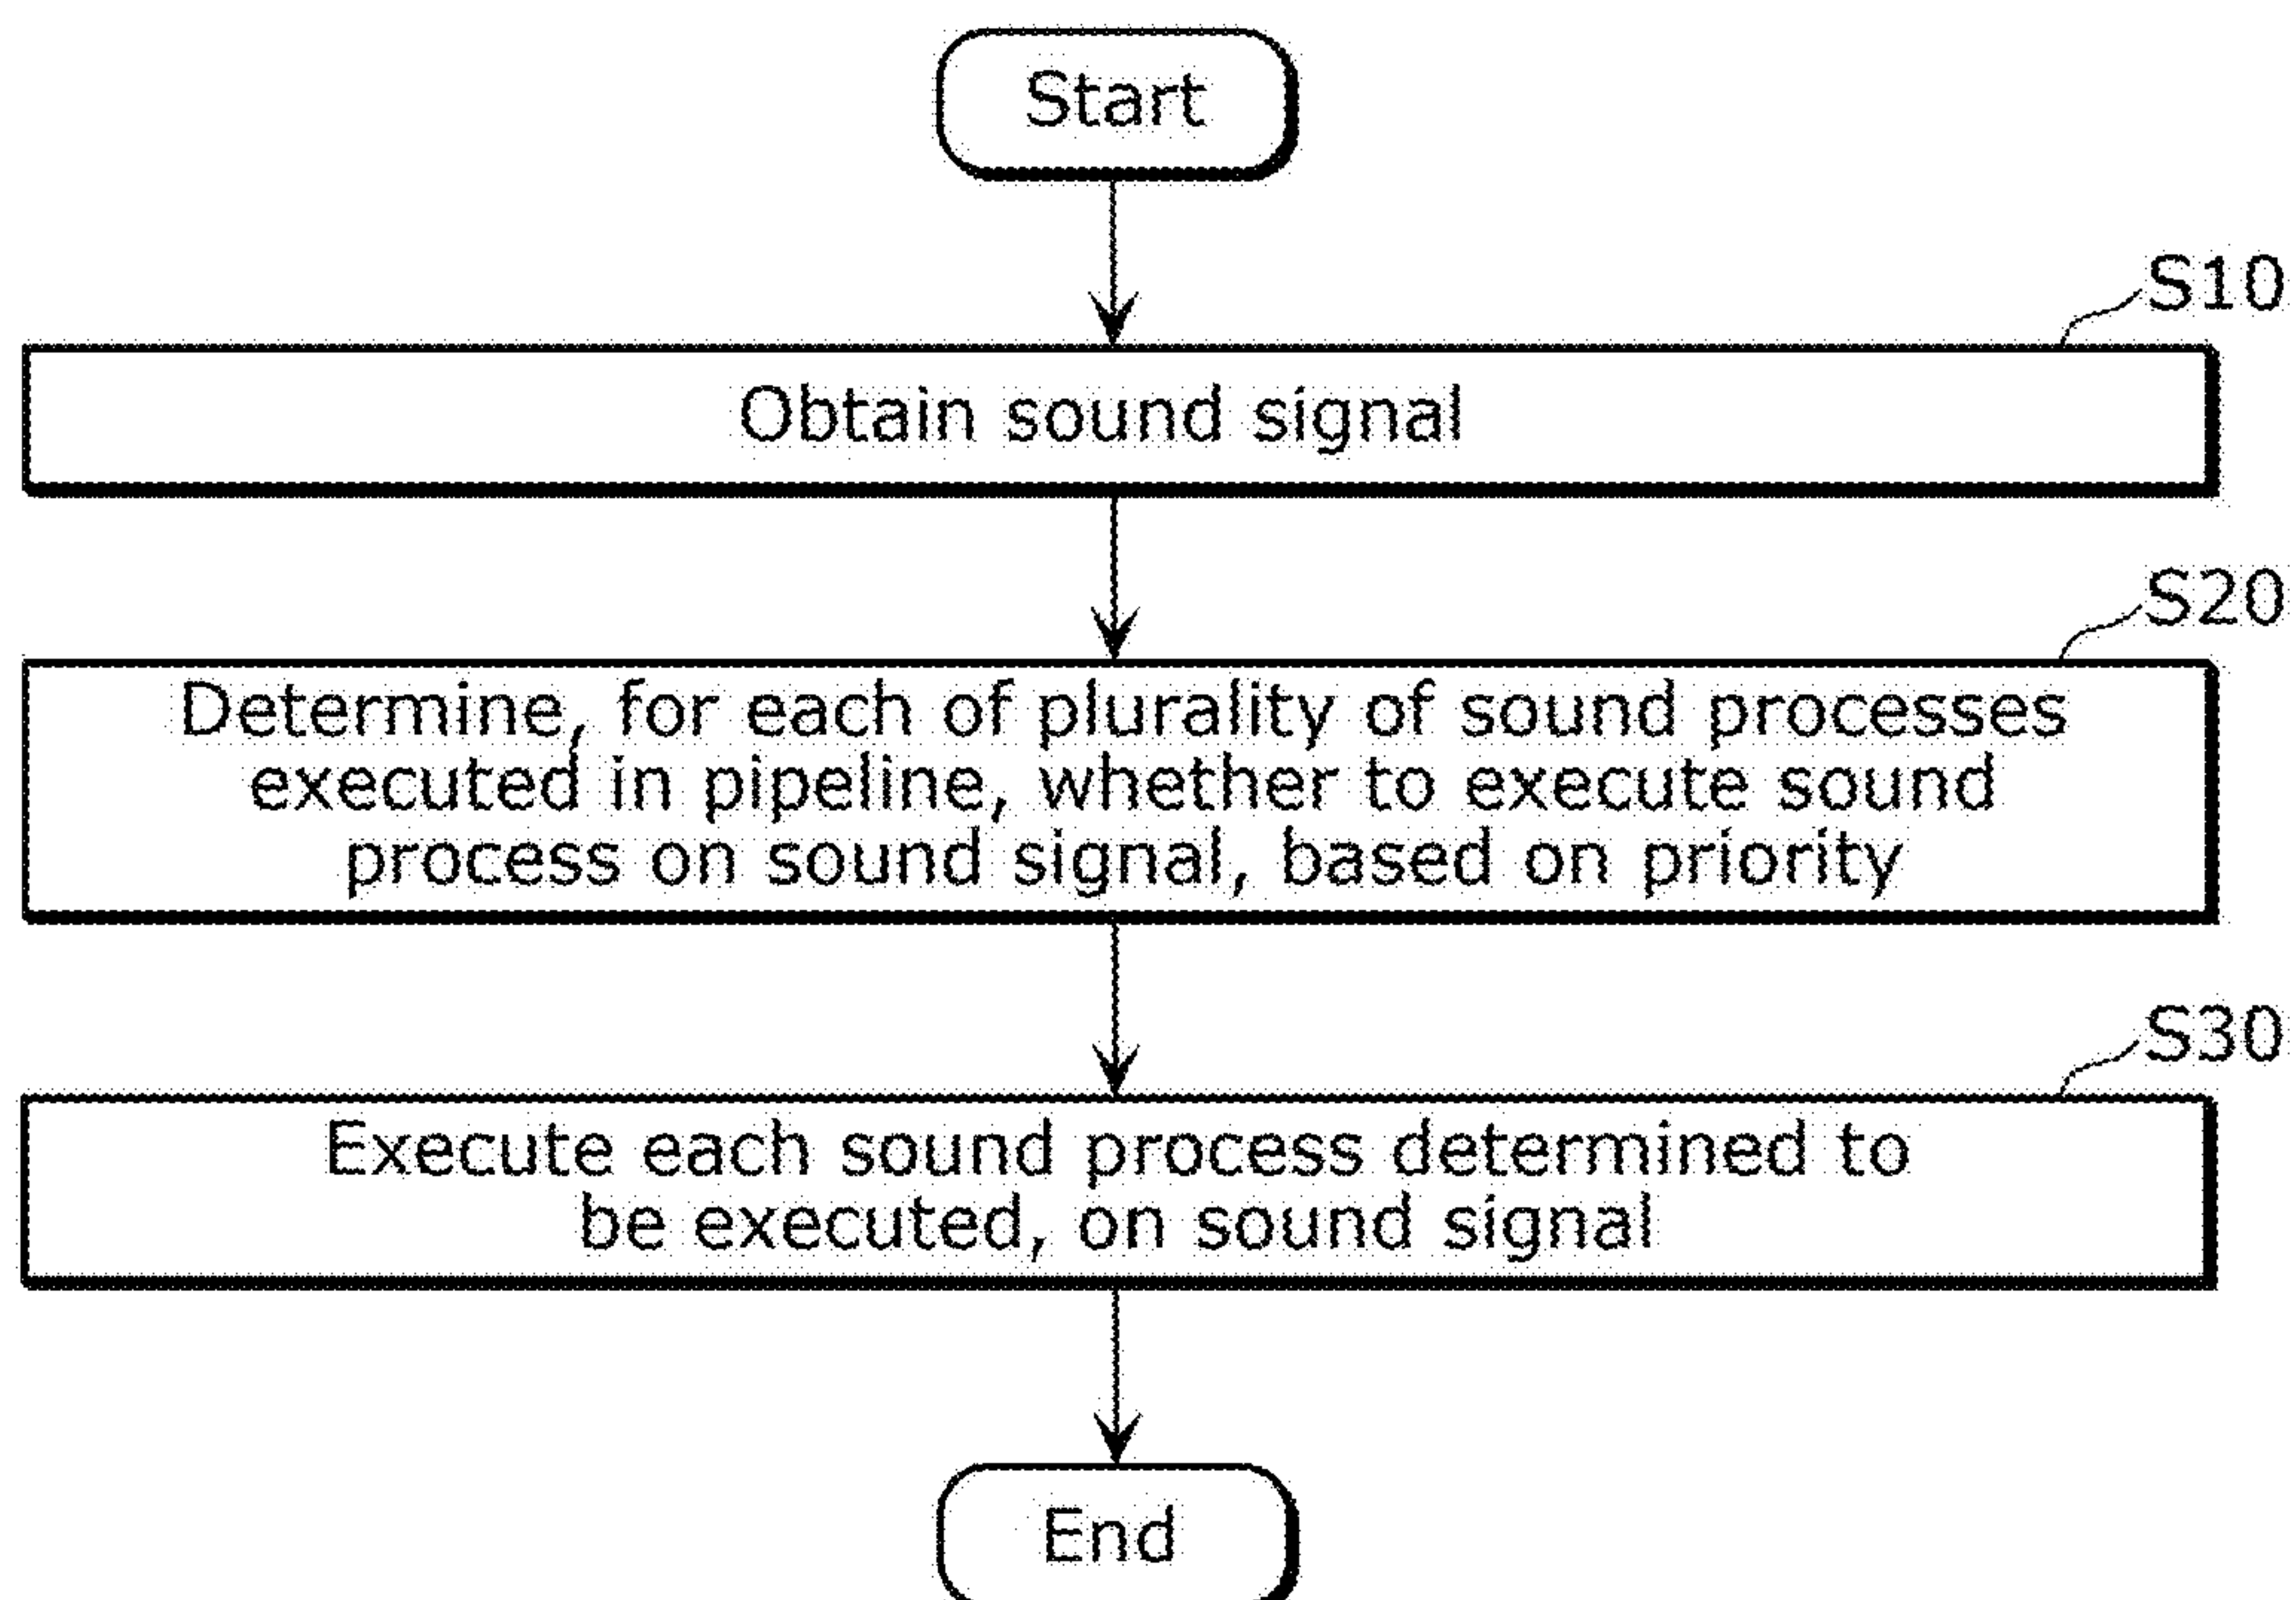 Start
S10
Obtain sound signal
S20
Determine, for each of plurality of sound processes
executed in pipeline, whether to execute sound
process on sound signal, based on priority
S30
Execute each sound process determined to
be executed, on sound signal
End